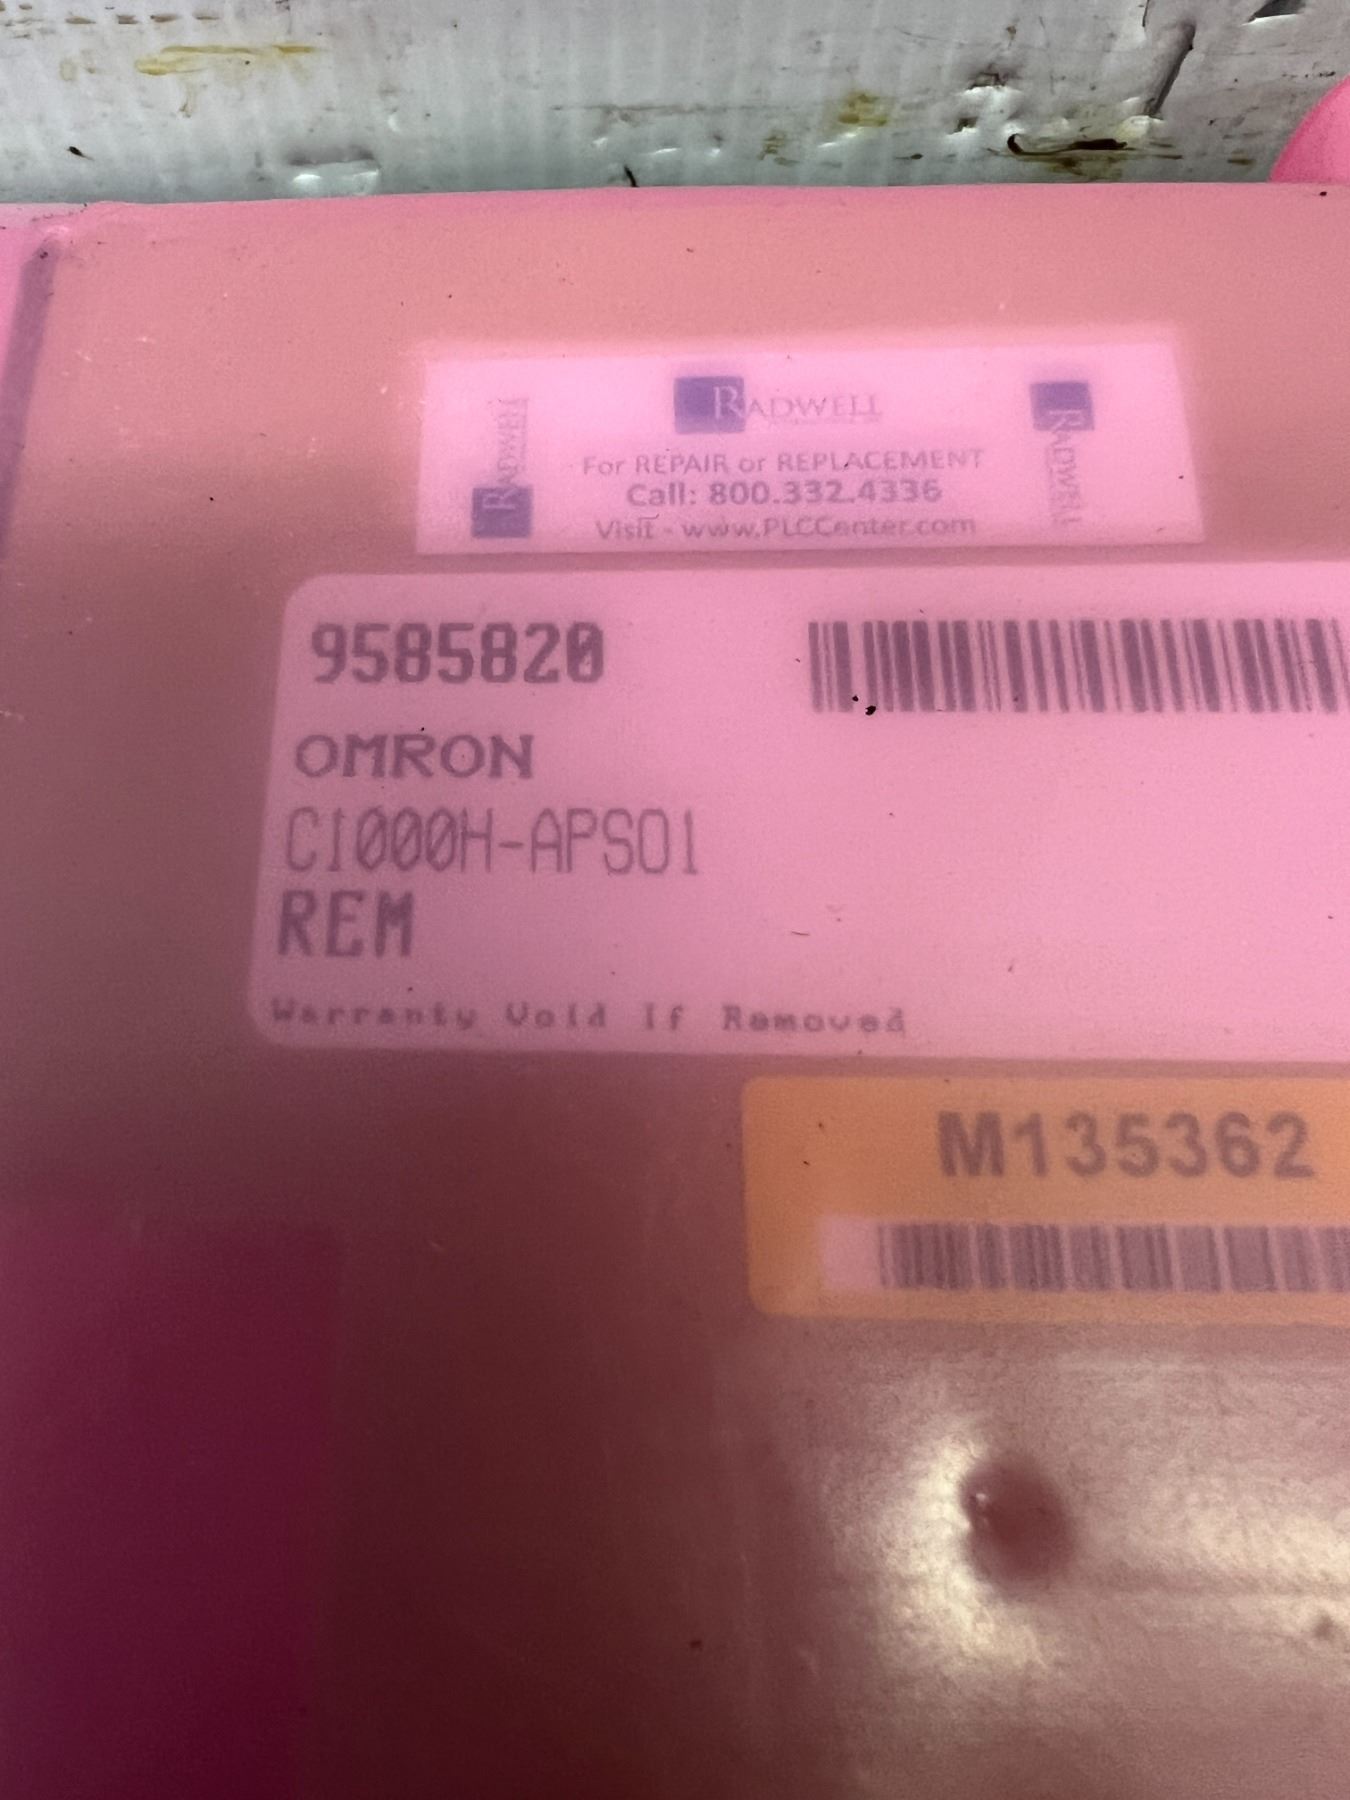 RADWELL
RADWELL
RADWELL
For REPAIR or REPLACEMENT
Call: 800.332.4336
Visit - www.PLCCenter.com
9585820
OMRON
C1000H-APS01
REM
Warranty Void If Removed
M135362